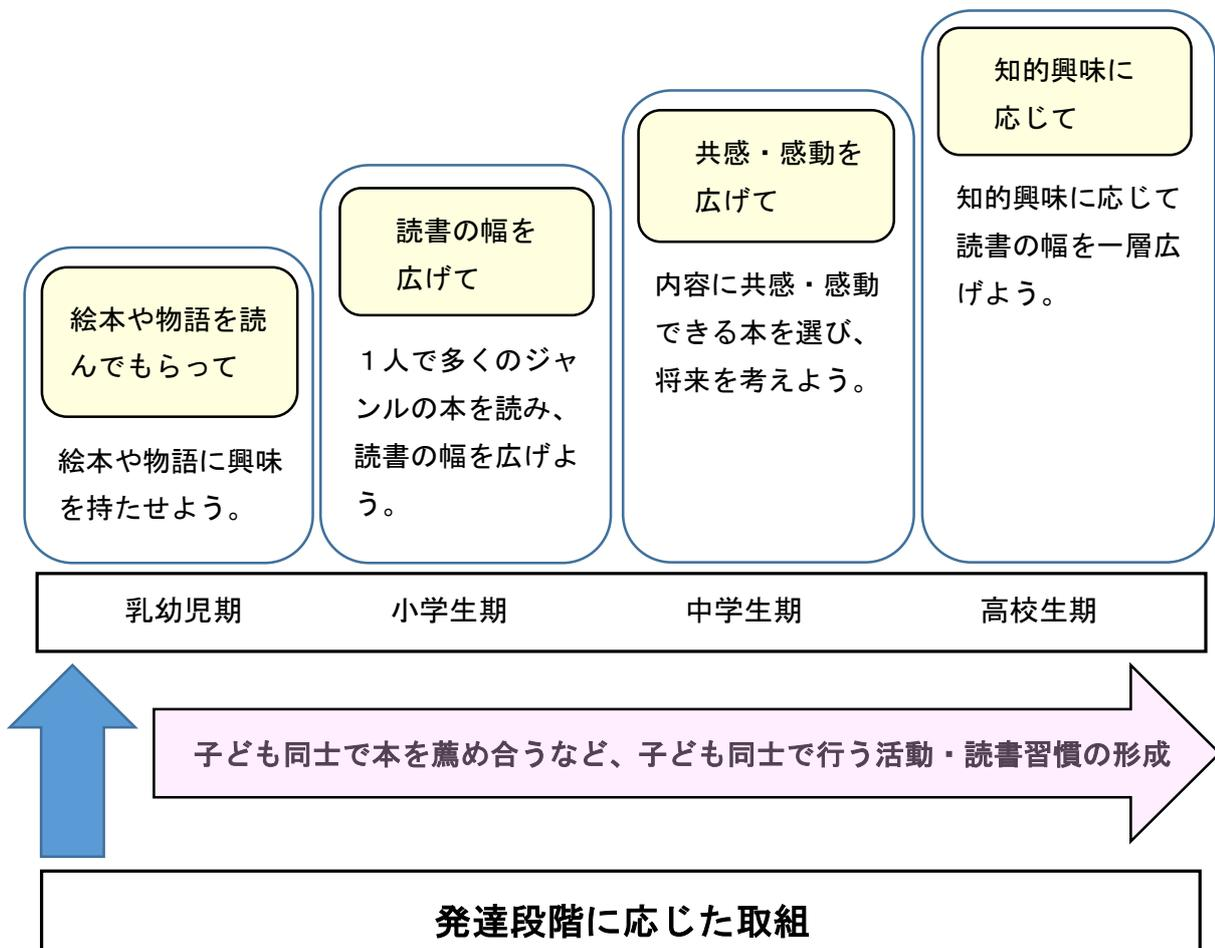 絵本や物語を読
んでもらって
絵本や物語に興味
を持たせよう。
読書の幅を
広げて
１人で多くのジャ
ンルの本を読み、
読書の幅を広げよ
う。
共感・感動を
広げて
内容に共感・感動
できる本を選び、
将来を考えよう。
知的興味に
応じて
知的興味に応じて
読書の幅を一層広
げよう。
乳幼児期　小学生期　中学生期　高校生期
子ども同士で本を薦め合うなど、子ども同士で行う活動・読書習慣の形成
発達段階に応じた取組